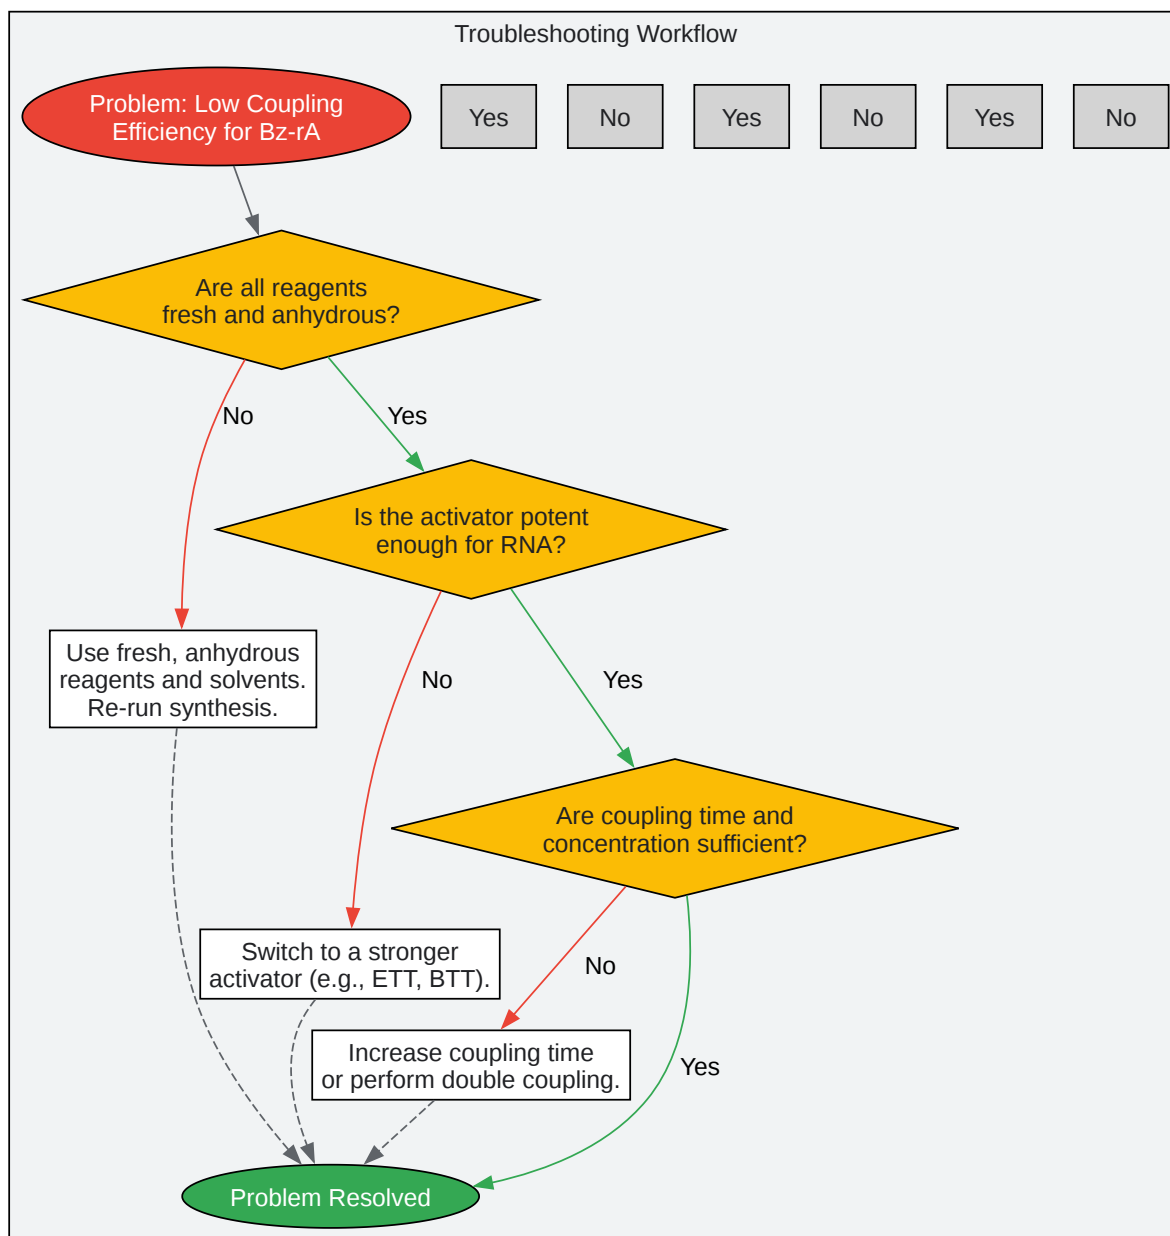 Troubleshooting Workflow
Problem: Low Coupling
Efficiency for Bz-rA
Yes
No
Yes
No
Yes
No
Are all reagents
fresh and anhydrous?
No
Yes
Is the activator potent
enough for RNA?
Use fresh, anhydrous
reagents and solvents.
Re-run synthesis.
No
Yes
Are coupling time and
concentration sufficient?
Switch to a stronger
activator (e.g., ETT, BTT).
No
Increase coupling time
or perform double coupling.
Yes
Problem Resolved